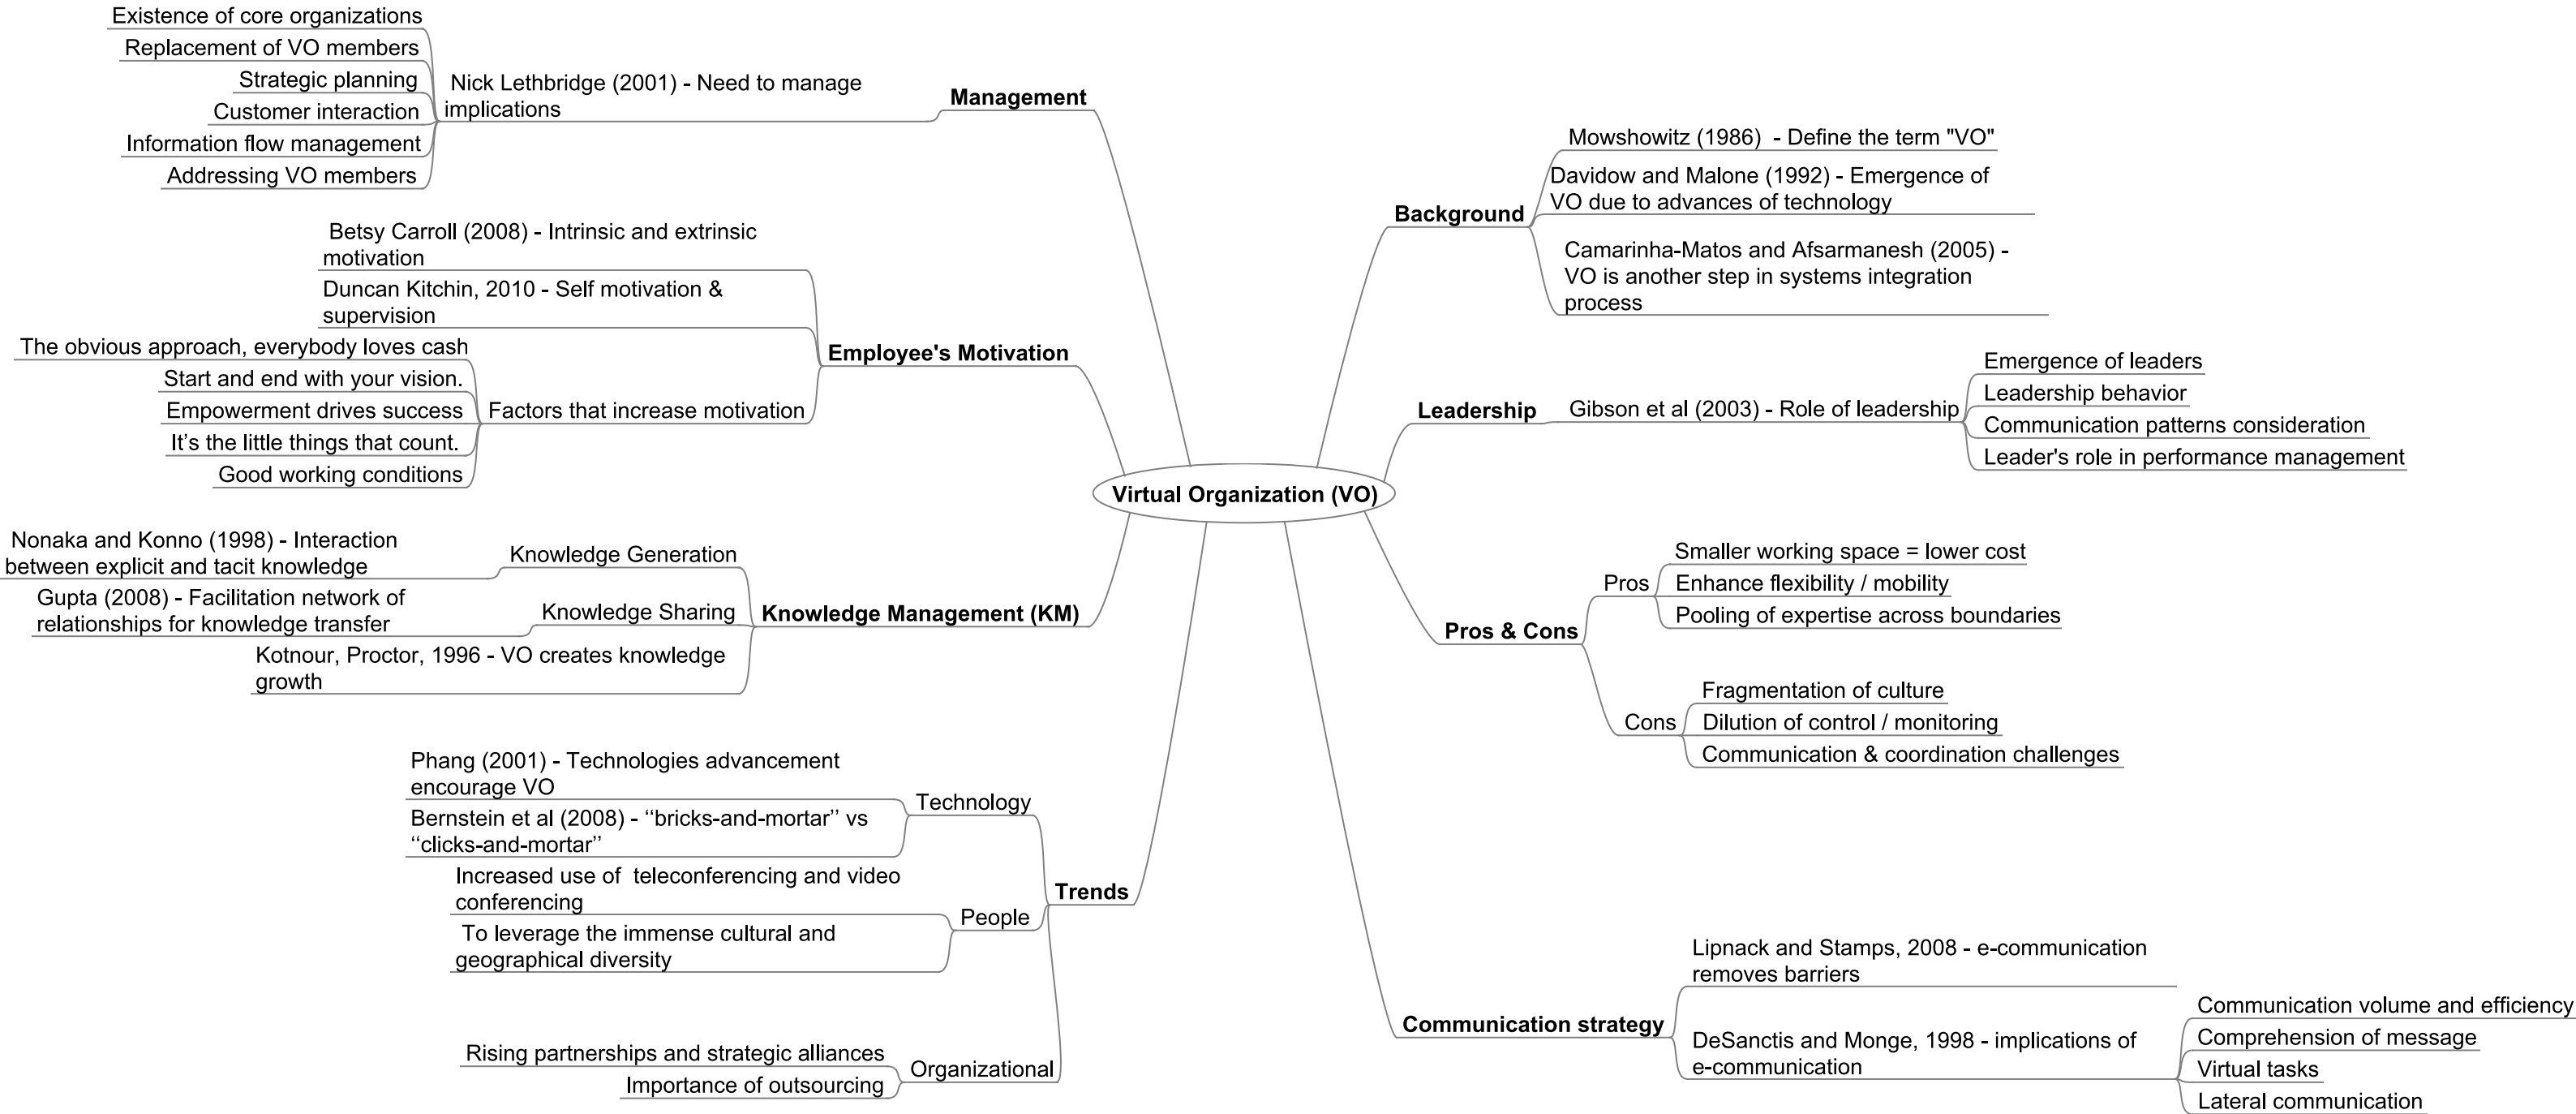 Virtual Organization (VO)
Management
Nick Lethbridge (2001) - Need to manage
implications
Existence of core organizations
Replacement of VO members
Strategic planning
Customer interaction
Information flow management
Addressing VO members
Employee's Motivation
Betsy Carroll (2008) - Intrinsic and extrinsic
motivation
Duncan Kitchin, 2010 - Self motivation &
supervision
Factors that increase motivation
The obvious approach, everybody loves cash
Start and end with your vision.
Empowerment drives success
It’s the little things that count.
Good working conditions
Knowledge Management (KM)
Knowledge Generation
Nonaka and Konno (1998) - Interaction
between explicit and tacit knowledge
Knowledge Sharing
Gupta (2008) - Facilitation network of
relationships for knowledge transfer
Kotnour, Proctor, 1996 - VO creates knowledge
growth
Trends
Technology
Phang (2001) - Technologies advancement
encourage VO
Bernstein et al (2008) - ‘‘bricks-and-mortar’’ vs
‘‘clicks-and-mortar’’
People
Increased use of  teleconferencing and video
conferencing
To leverage the immense cultural and
geographical diversity
Organizational
Rising partnerships and strategic alliances
Importance of outsourcing
Background
Mowshowitz (1986)  - Define the term "VO"
Davidow and Malone (1992) - Emergence of
VO due to advances of technology
Camarinha-Matos and Afsarmanesh (2005) -
VO is another step in systems integration
process
Leadership
Gibson et al (2003) - Role of leadership
Emergence of leaders
Leadership behavior
Communication patterns consideration
Leader's role in performance management
Pros & Cons
Pros
Smaller working space = lower cost
Enhance flexibility / mobility
Pooling of expertise across boundaries
Cons
Fragmentation of culture
Dilution of control / monitoring
Communication & coordination challenges
Communication strategy
Lipnack and Stamps, 2008 - e-communication
removes barriers
DeSanctis and Monge, 1998 - implications of
e-communication
Communication volume and efficiency
Comprehension of message
Virtual tasks
Lateral communication